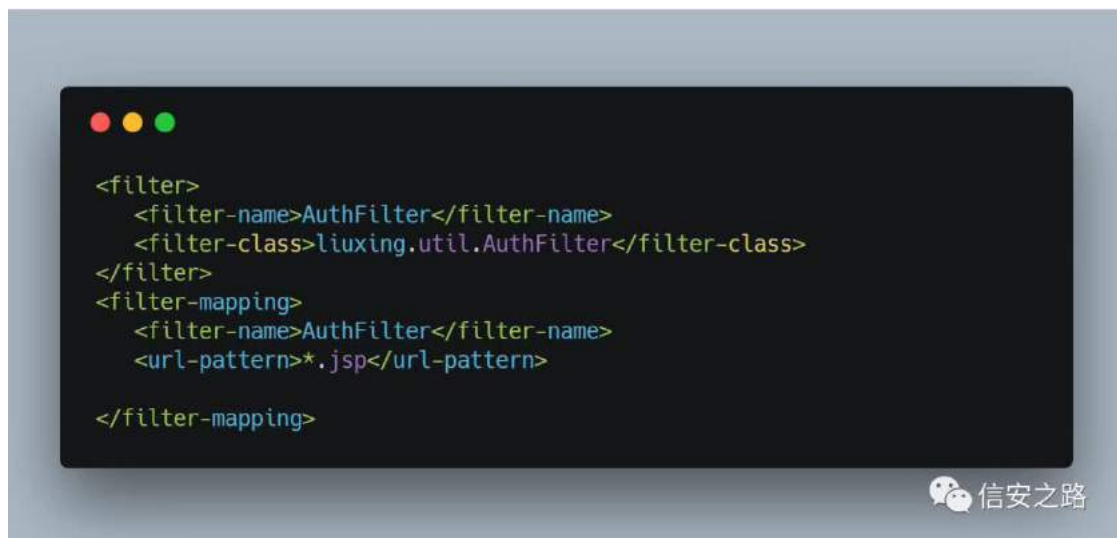 <filter>
<filter-name>AuthFilter</filter-name>
<filter-class>liuxing.util.AuthFilter</filter-class>
</filter>
<filter-mapping>
<filter-name>AuthFilter</filter-name>
<url-pattern>*.jsp</url-pattern>
</filter-mapping>
信安之路